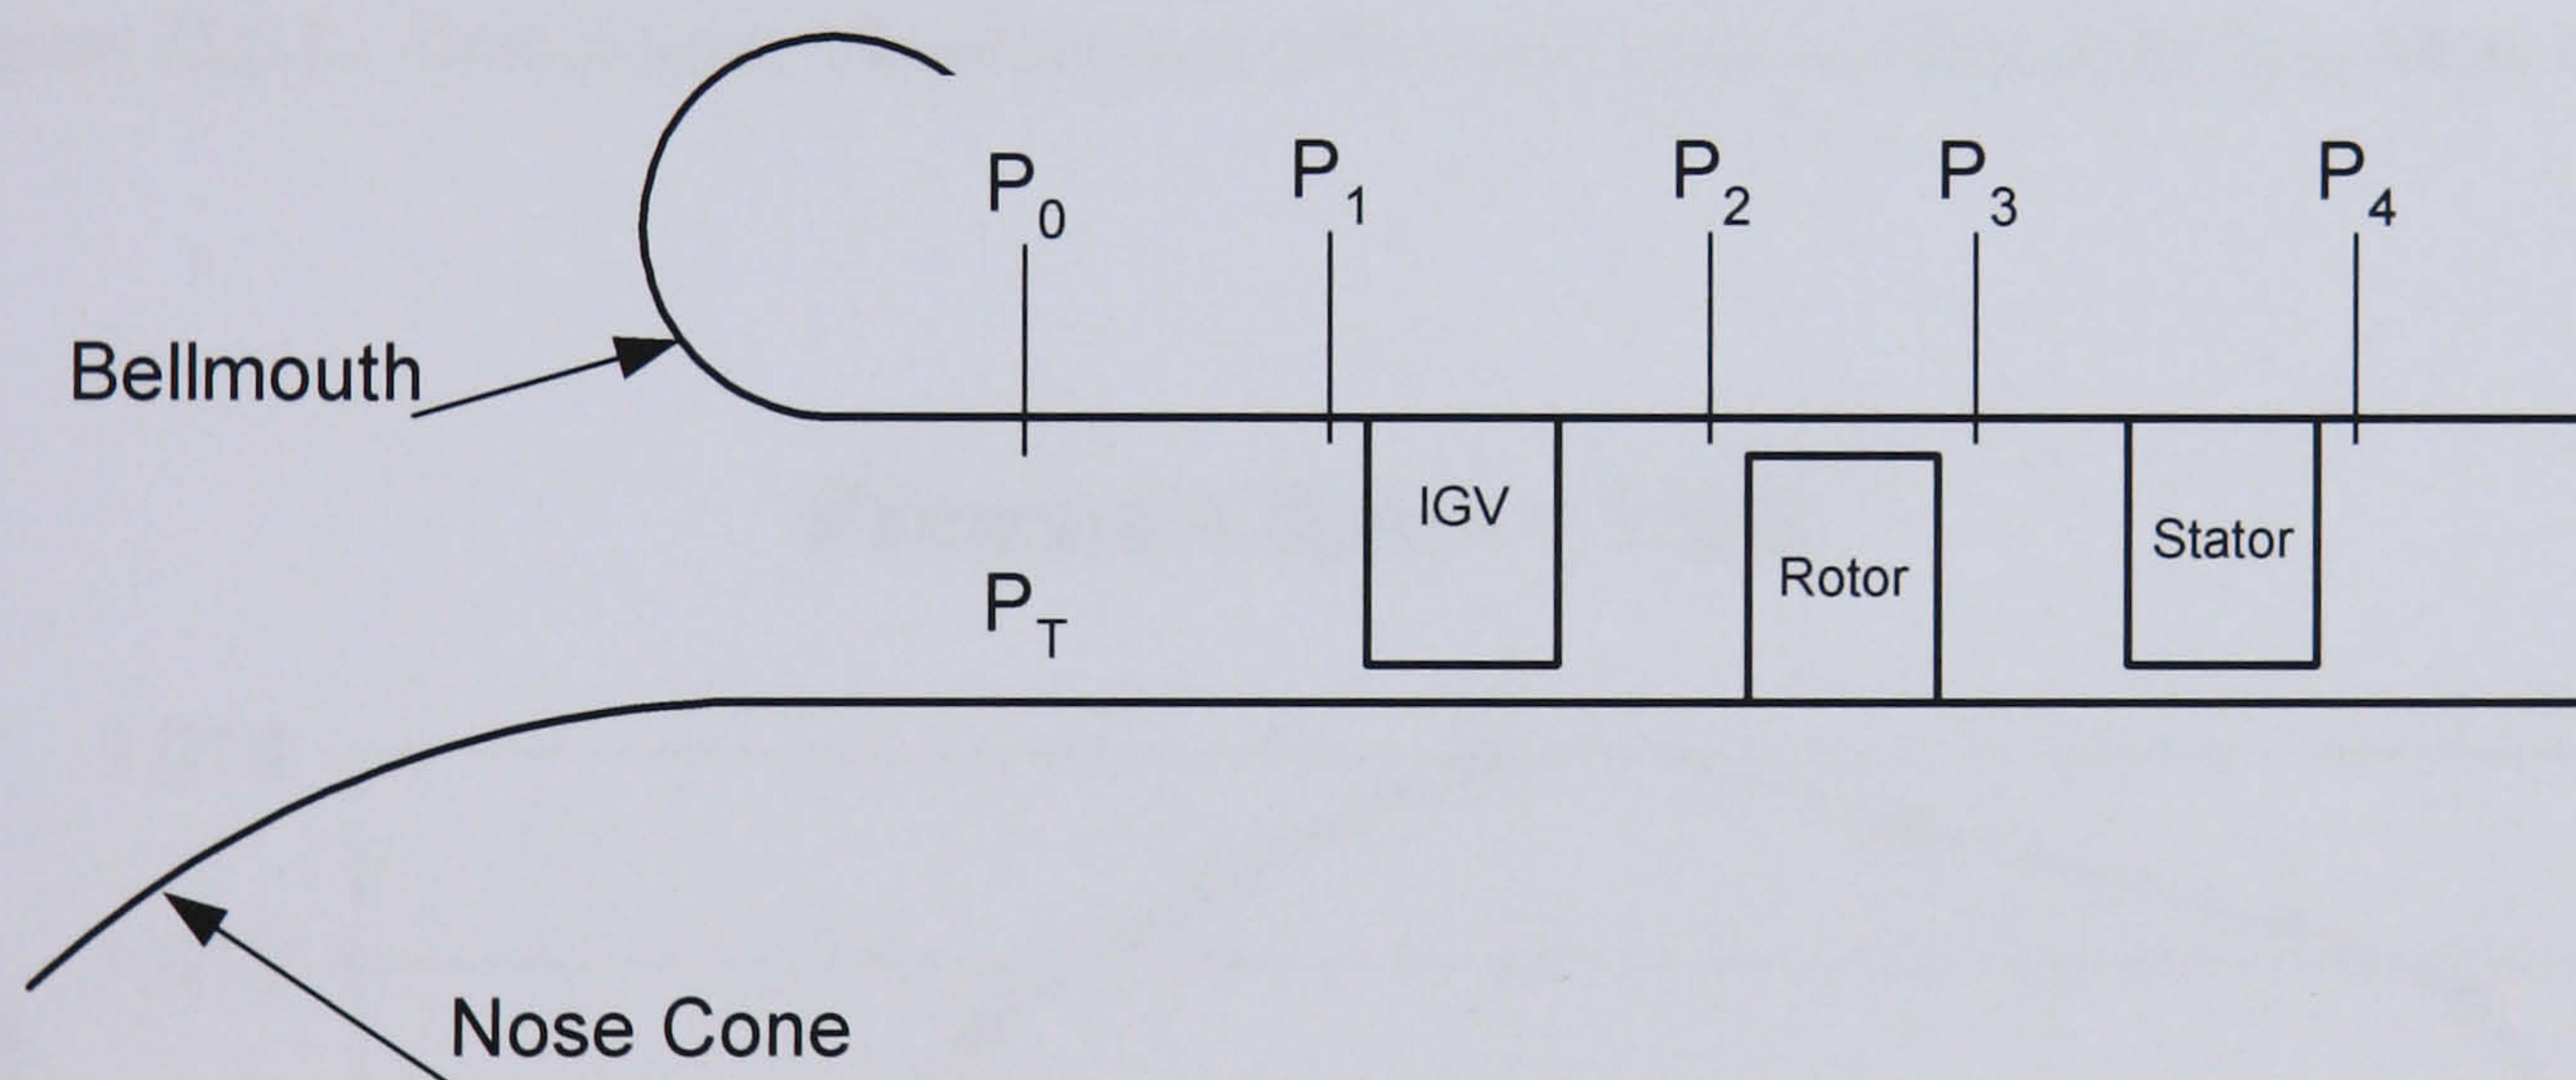 P0
P1
P2
P3
P4
Bellmouth
IGV
Stator
Rotor
PT
Nose Cone